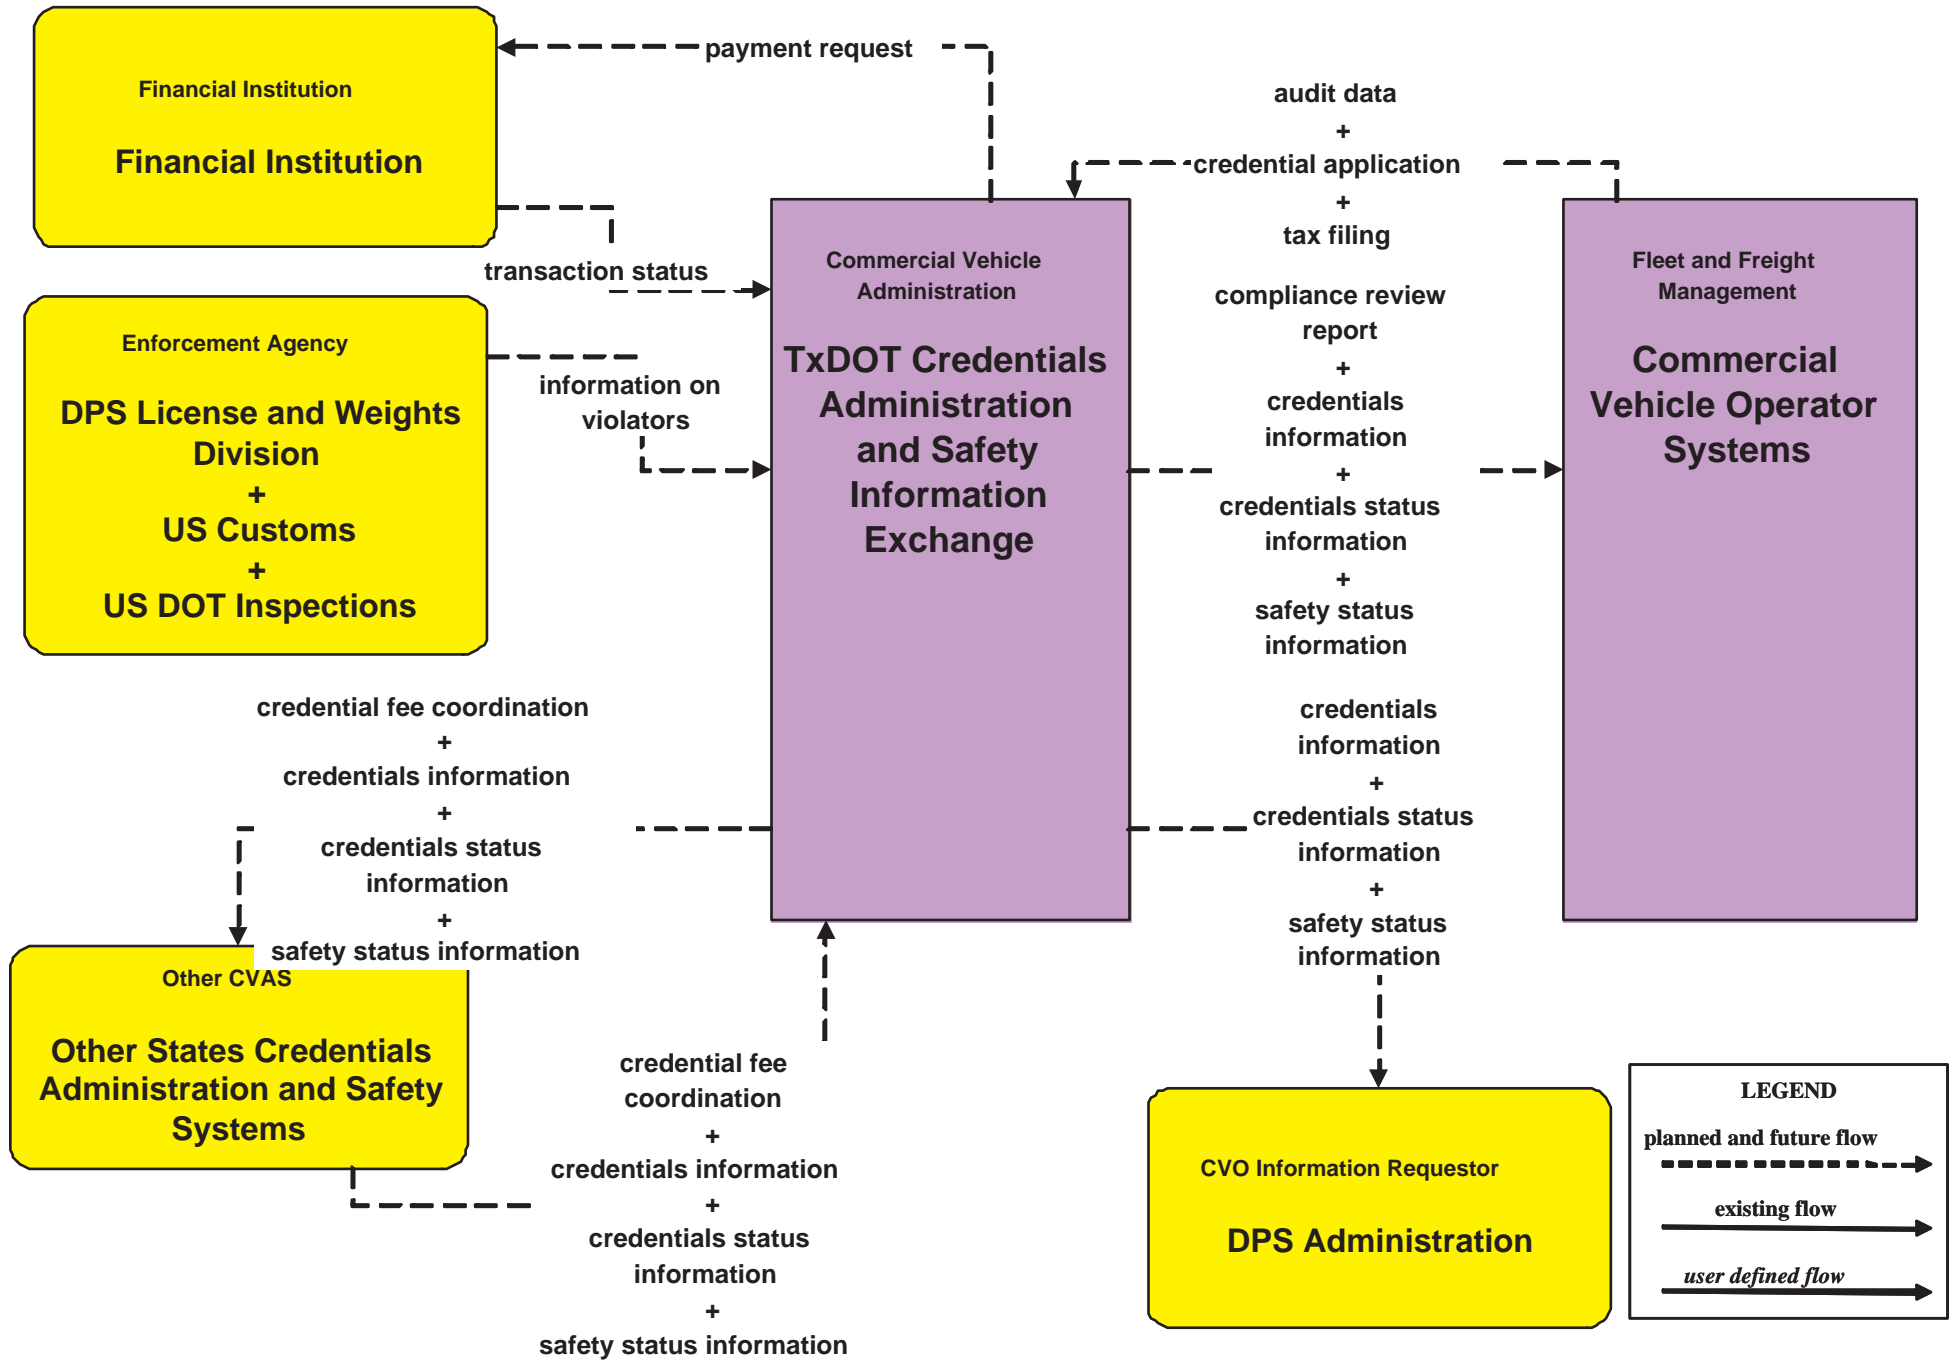 Financial Institution
Financial Institution
payment request
transaction status
Enforcement Agency
DPS License and Weights
Division
+
US Customs
+
US DOT Inspections
information on
violators
Commercial Vehicle
Administration
TxDOT Credentials
Administration
and Safety
Information
Exchange
audit data
+
credential application
+
tax filing
compliance review
report
+
credentials
information
+
credentials status
information
+
safety status
information
Fleet and Freight
Management
Commercial
Vehicle Operator
Systems
credential fee coordination
+
credentials information
+
credentials status
information
+
safety status information
Other CVAS
Other States Credentials
Administration and Safety
Systems
credential fee
coordination
+
credentials information
+
credentials status
information
+
safety status information
credentials
information
+
credentials status
information
+
safety status
information
CVO Information Requestor
DPS Administration
LEGEND
planned and future flow
existing flow
user defined flow